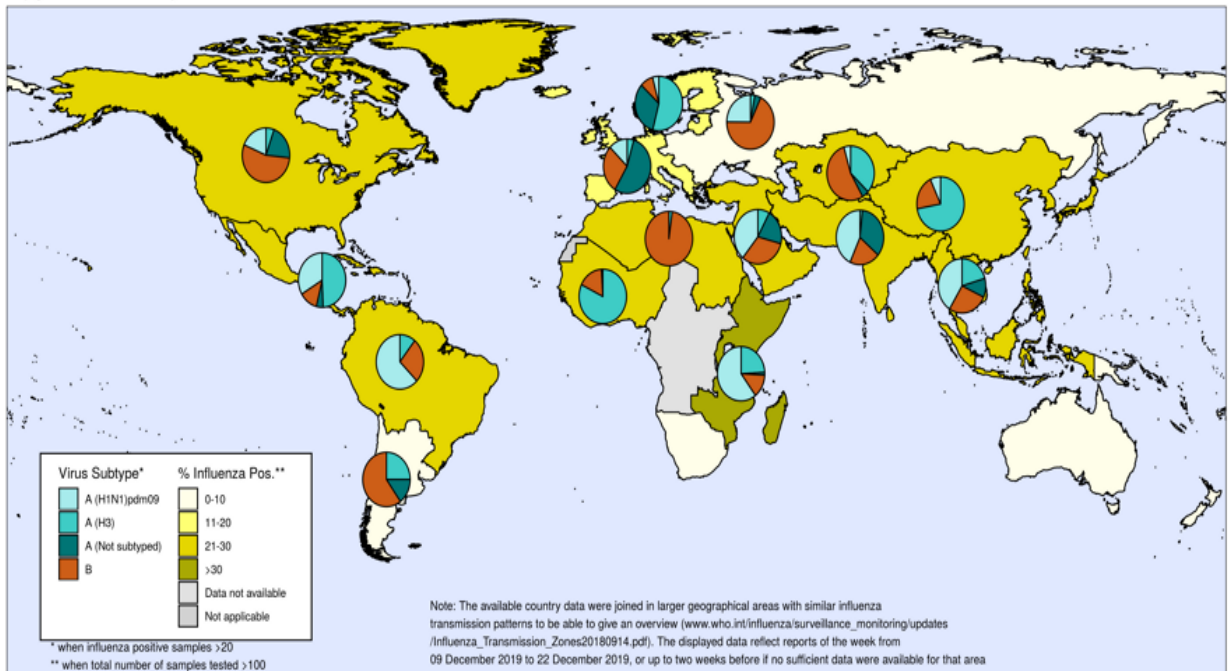 Virus Subtype*
A (H1N1)pdm09
A (H3)
A (Not subtyped)
B
% Influenza Pos.**
0-10
11-20
21-30
>30
Data not available
Not applicable
* when influenza positive samples >20
** when total number of samples tested >100
Note: The available country data were joined in larger geographical areas with similar influenza
transmission patterns to be able to give an overview (www.who.int/influenza/surveillance_monitoring/updates
/Influenza_Transmission_Zones20180914.pdf). The displayed data reflect reports of the week from
09 December 2019 to 22 December 2019, or up to two weeks before if no sufficient data were available for that area